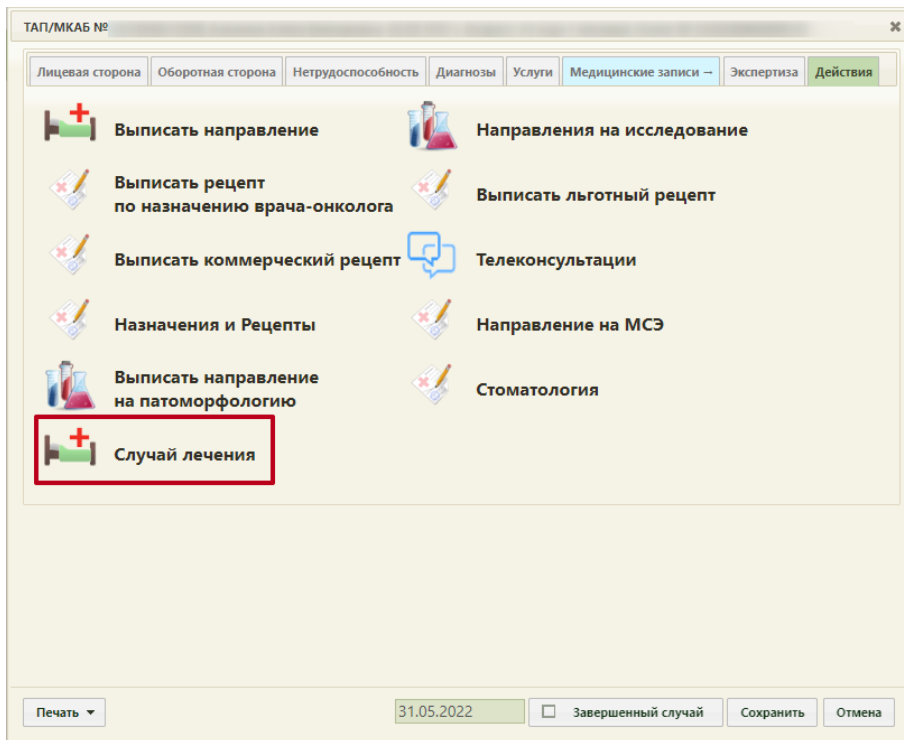 ТАП/МКАБ №
Лицевая сторона Оборотная сторона Нетрудоспособность Диагнозы Услуги Медицинские записи → Экспертиза Действия
Выписать направление
Направления на исследование
Выписать рецепт
по назначению врача-онколога
Выписать льготный рецепт
Выписать коммерческий рецепт
Телеконсультации
Назначения и Рецепты
Направление на МСЭ
Выписать направление
на патоморфологию
Стоматология
Случай лечения
Печать 31.05.2022 Завершенный случай Сохранить Отмена